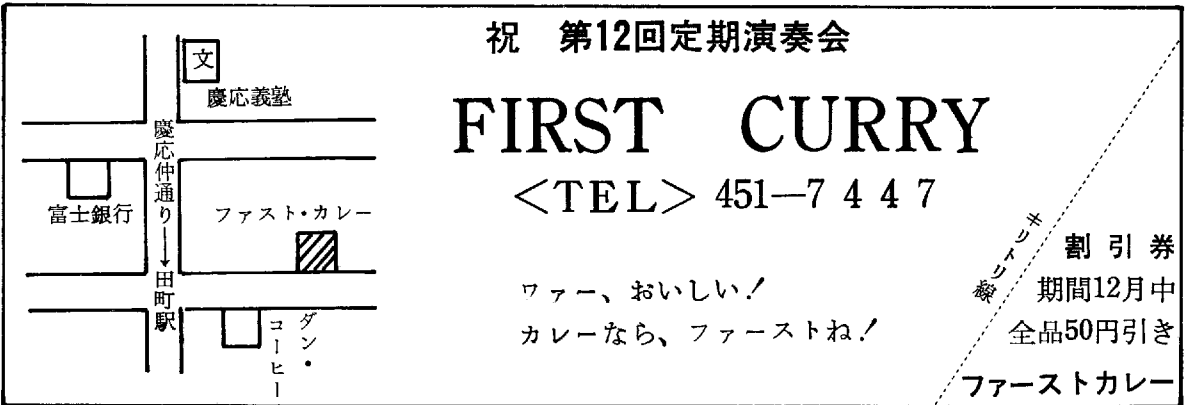 祝　第12回定期演奏会
FIRST CURRY
<TEL> 451—7447
ワァー、おいしい！
カレーなら、ファーストね！
文
慶応義塾
慶応仲通り→田町駅
富士銀行
ファスト・カレー
ダン・
コーヒー
キリトリ線
割引券
期間12月中
全品50円引き
ファーストカレー